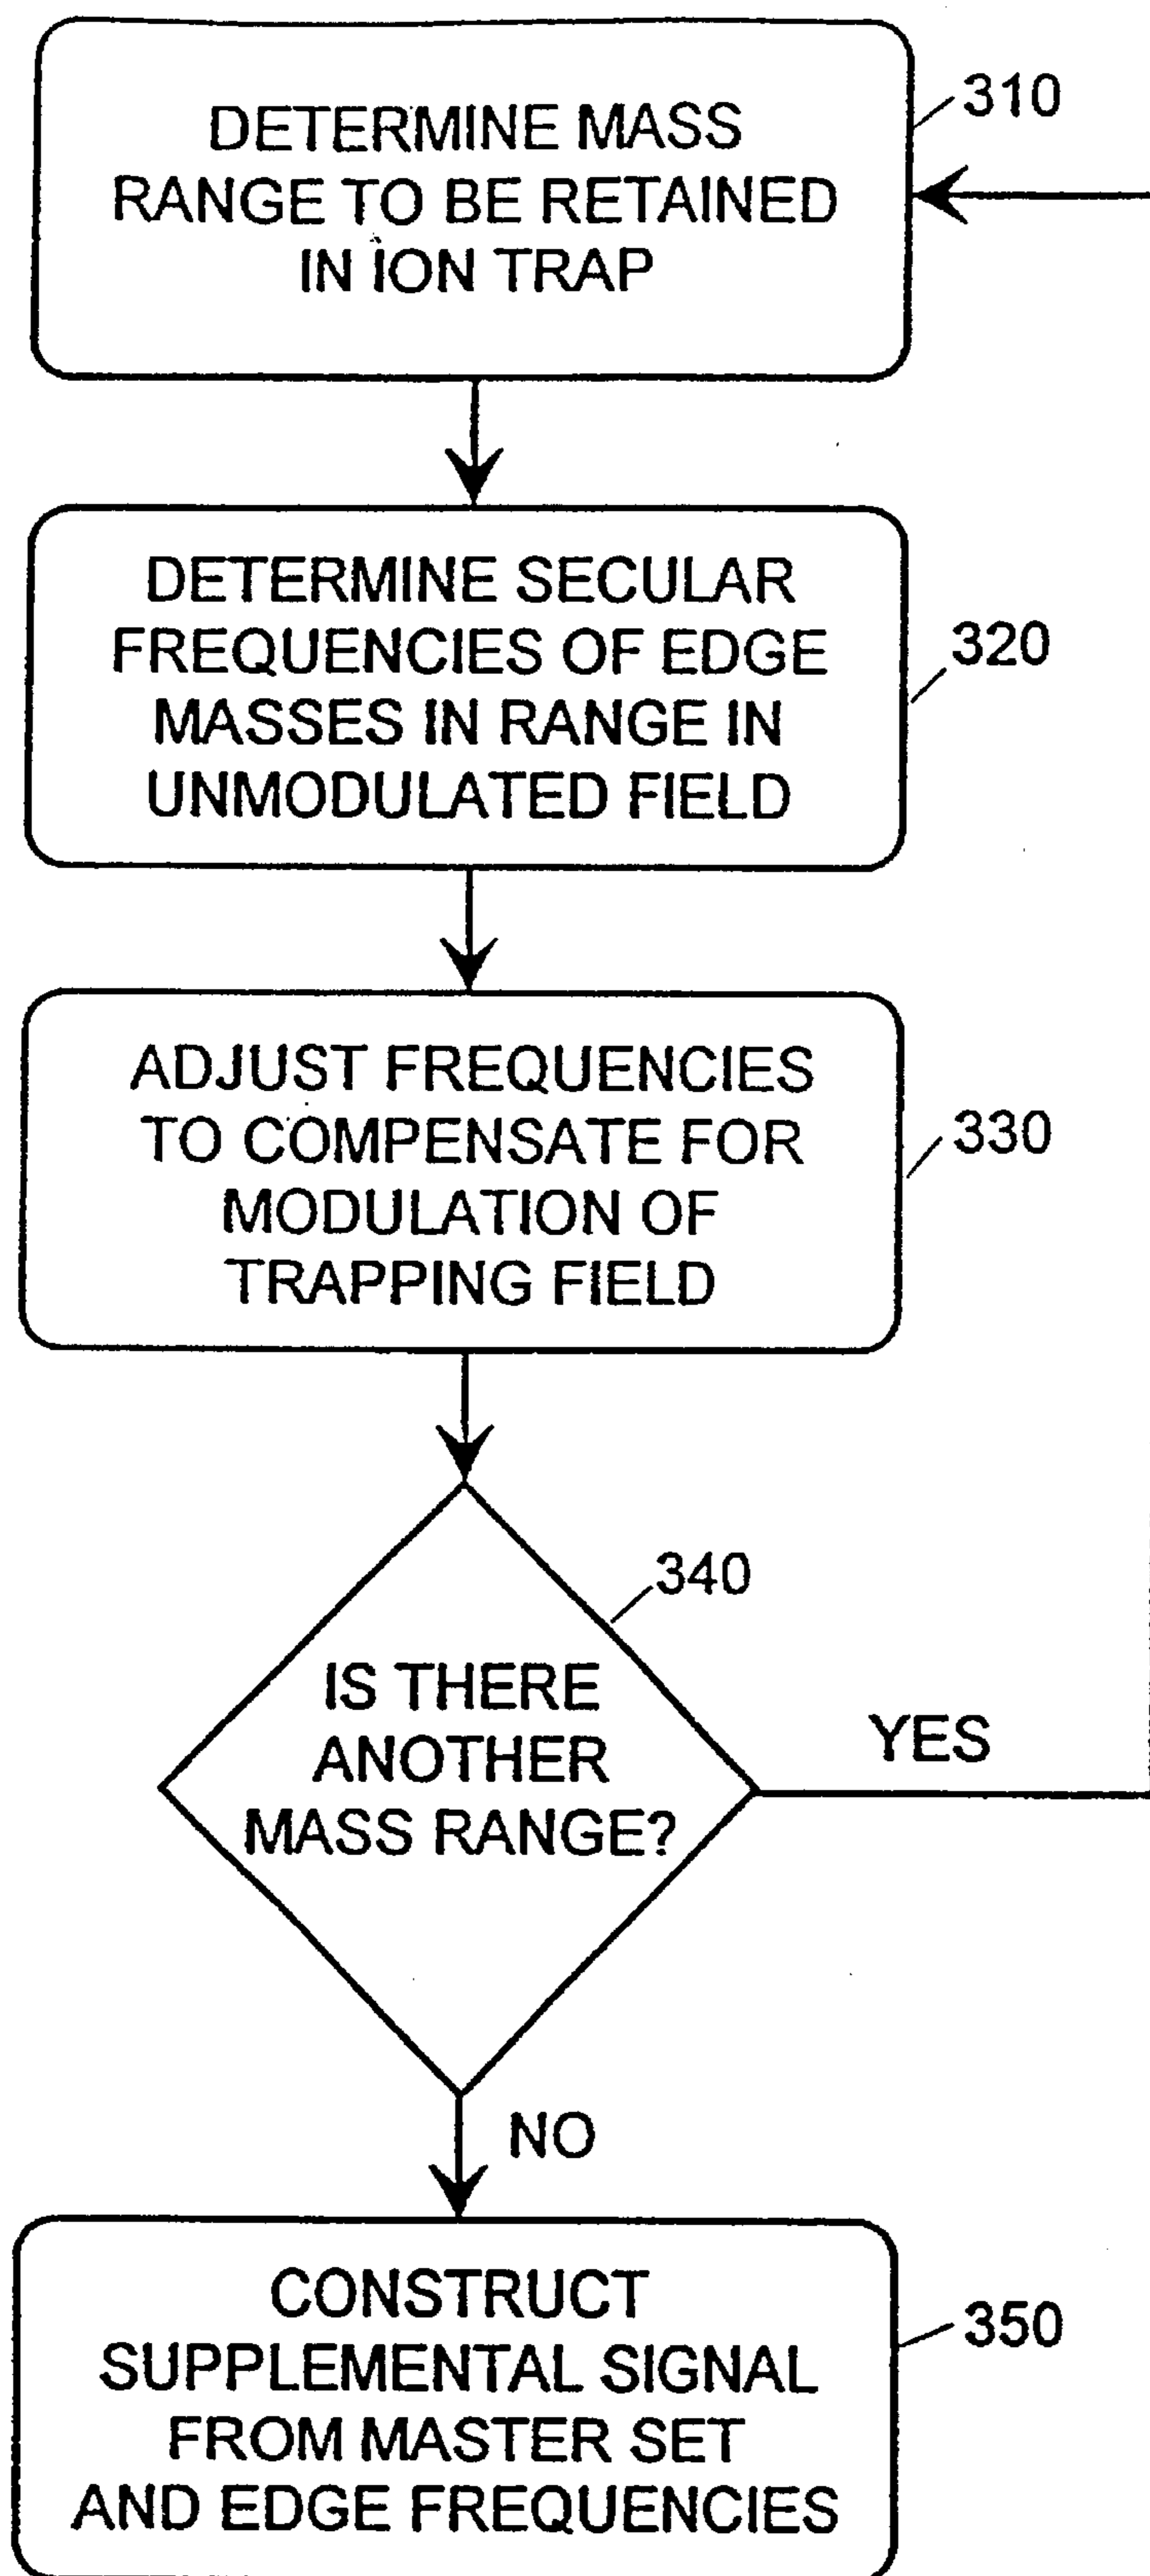 DETERMINE MASS
RANGE TO BE RETAINED
IN ION TRAP
310
DETERMINE SECULAR
FREQUENCIES OF EDGE
MASSES IN RANGE IN
UNMODULATED FIELD
320
ADJUST FREQUENCIES
TO COMPENSATE FOR
MODULATION OF
TRAPPING FIELD
330
340
IS THERE
ANOTHER
MASS RANGE?
YES
NO
CONSTRUCT
SUPPLEMENTAL SIGNAL
FROM MASTER SET
AND EDGE FREQUENCIES
350